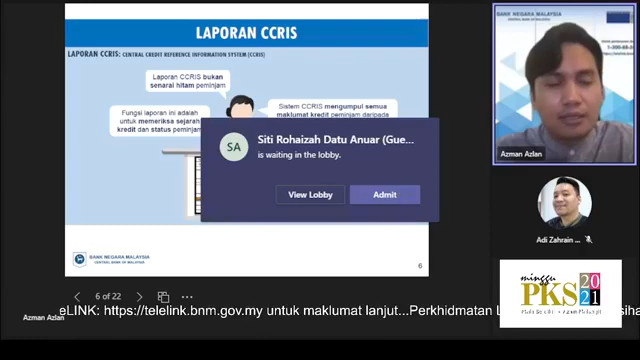 LAPORAN CCRIS
LAPORAN CCRIS: CENTRAL CREDIT REFERENCE INFORMATION SYSTEM (CCRIS)
Laporan CCRIS bukan
senarai hitam peminjam
Fungsi laporan ini adalah
untuk memeriksa sejarah
kredit dan status peminjam
Sistem CCRIS mengumpul semua
maklumat kredit peminjam daripada
SA
Siti Rohaizah Datu Anuar (Gue...
is waiting in the lobby.
View Lobby
Admit
BANK NEGARA MALAYSIA
CENTRAL BANK OF MALAYSIA
6
6 of 22
Azman Azlan
BANK NEGARA MALAYSIA
CENTRAL BANK OF MALAYSIA
Azman Azlan
Adi Zahrain ...
minggu
PKS 2021
eLINK: https://telelink.bnm.gov.my untuk maklumat lanjut...Perkhidmatan L